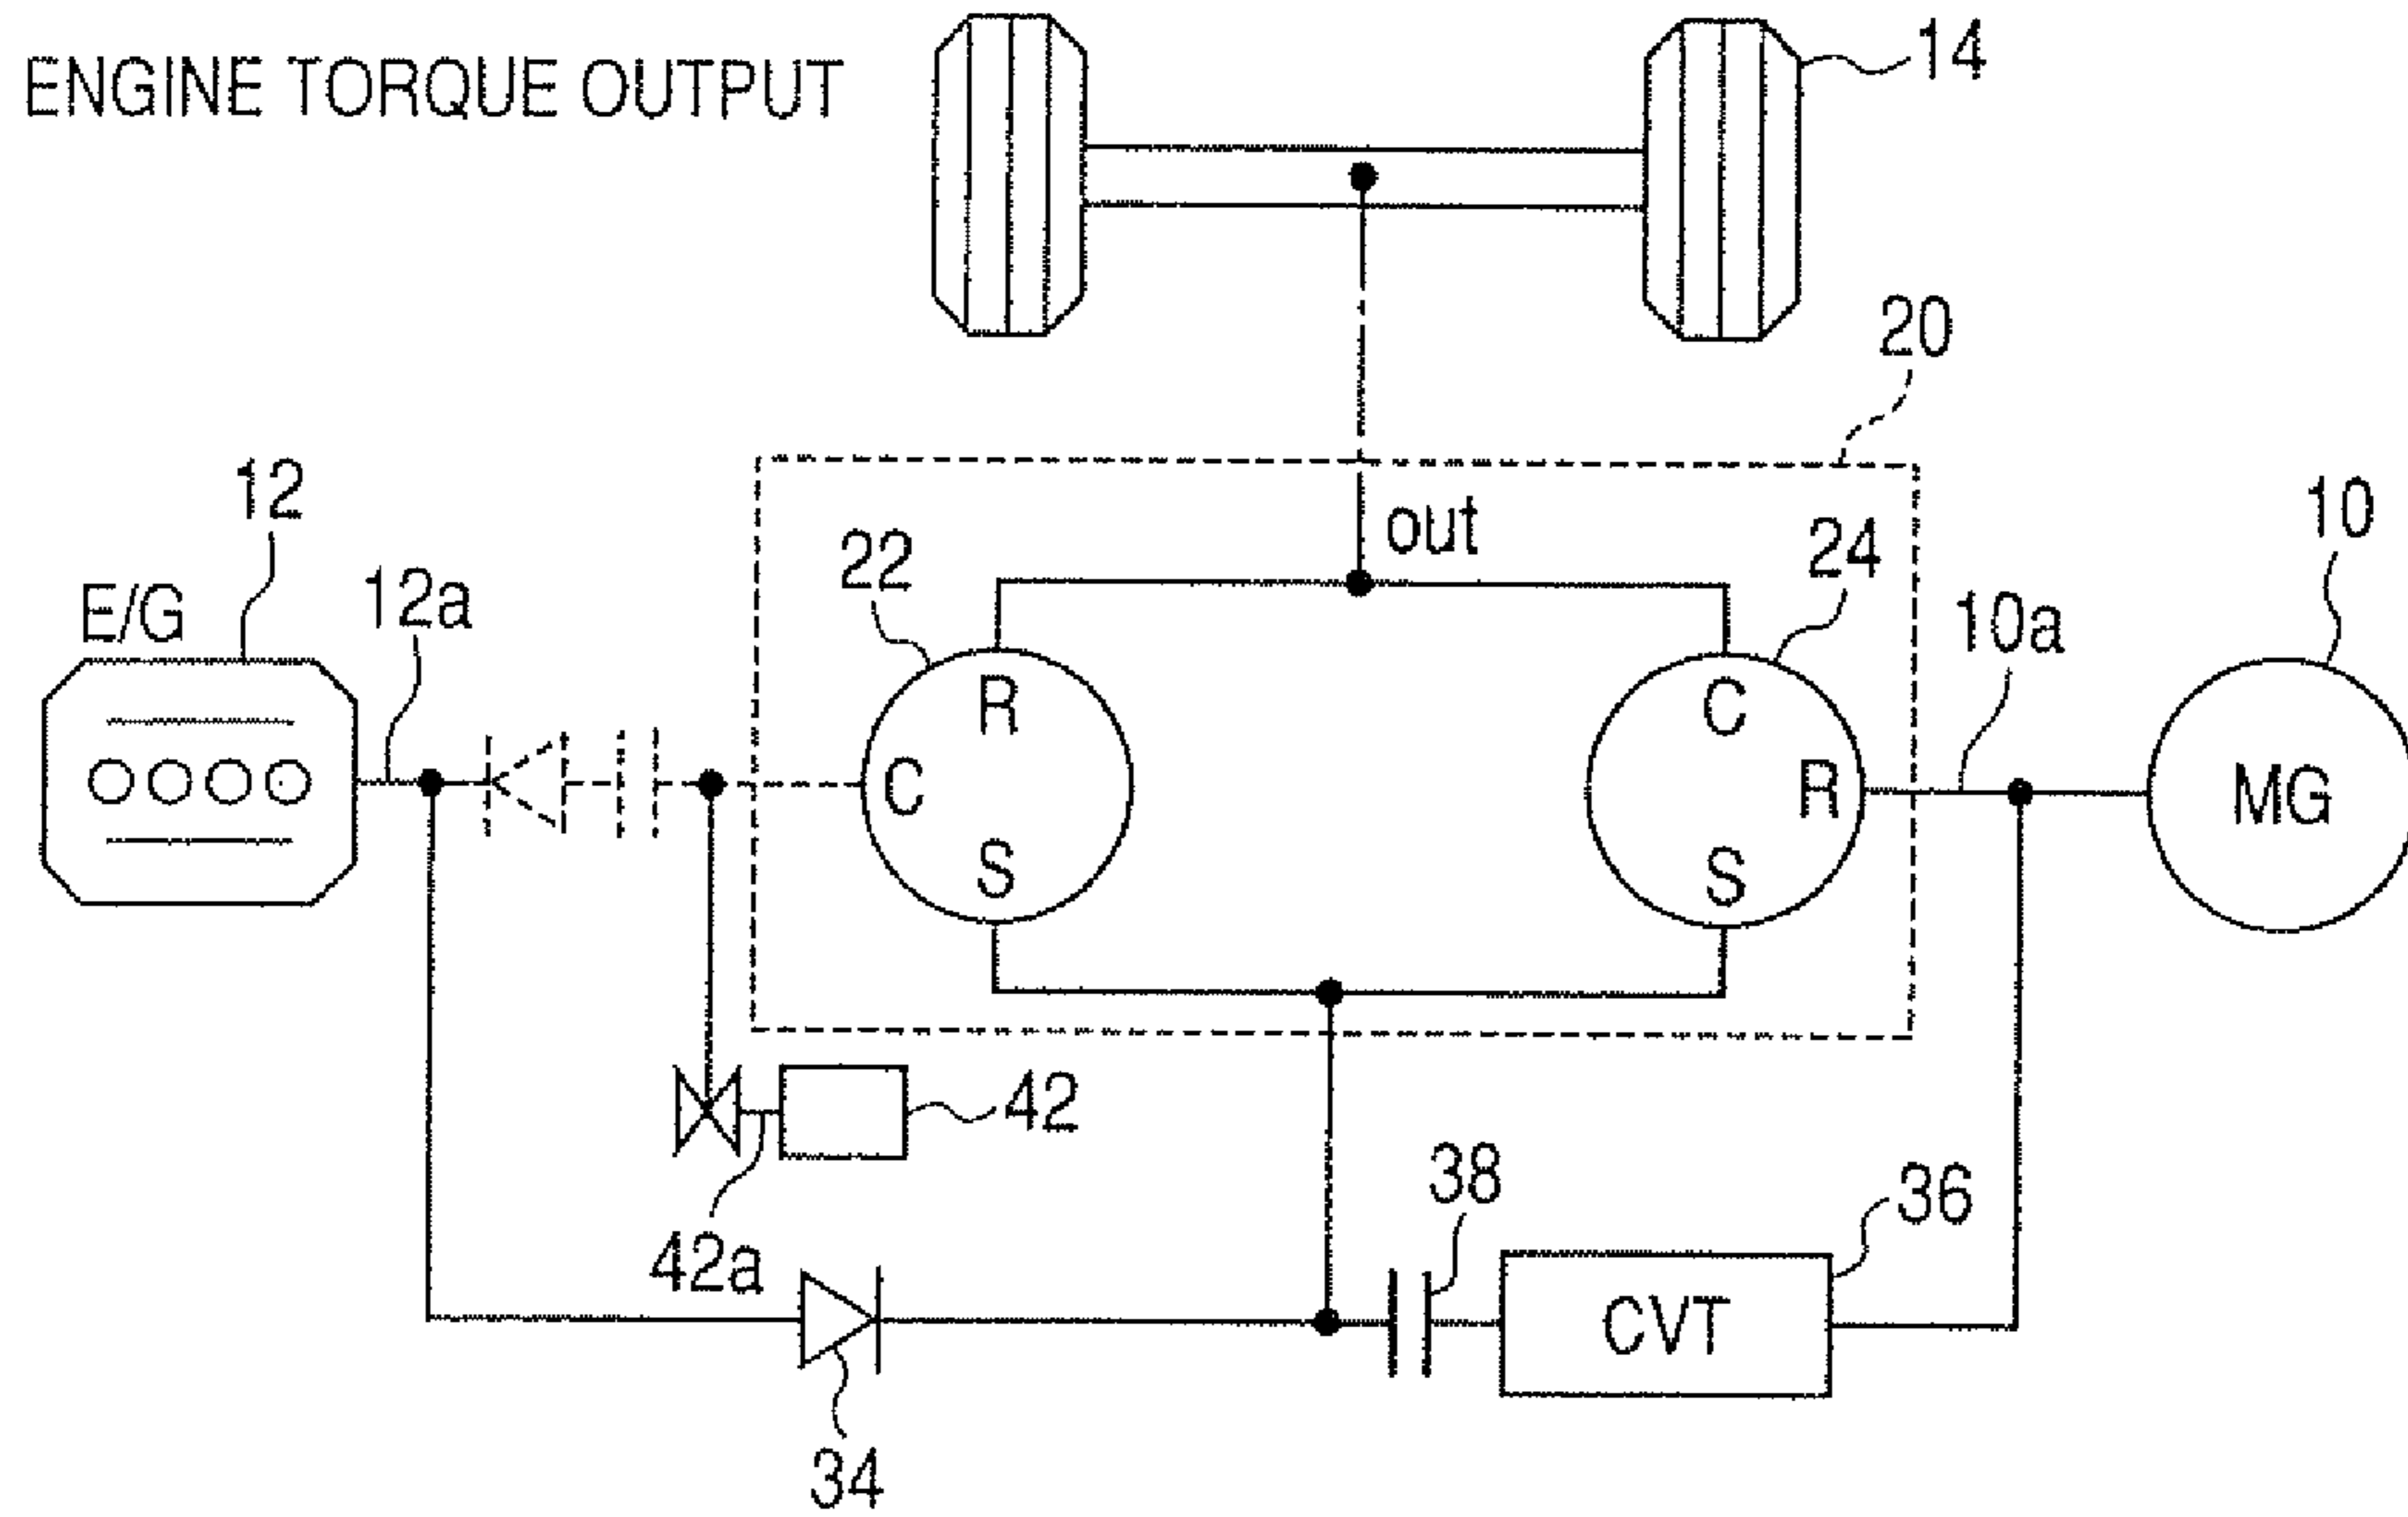 ENGINE TORQUE OUTPUT
14
20
12
out
10
22
24
E/G
12a
10a
R
C
C
R
MG
S
S
42
38
36
42a
CVT
34